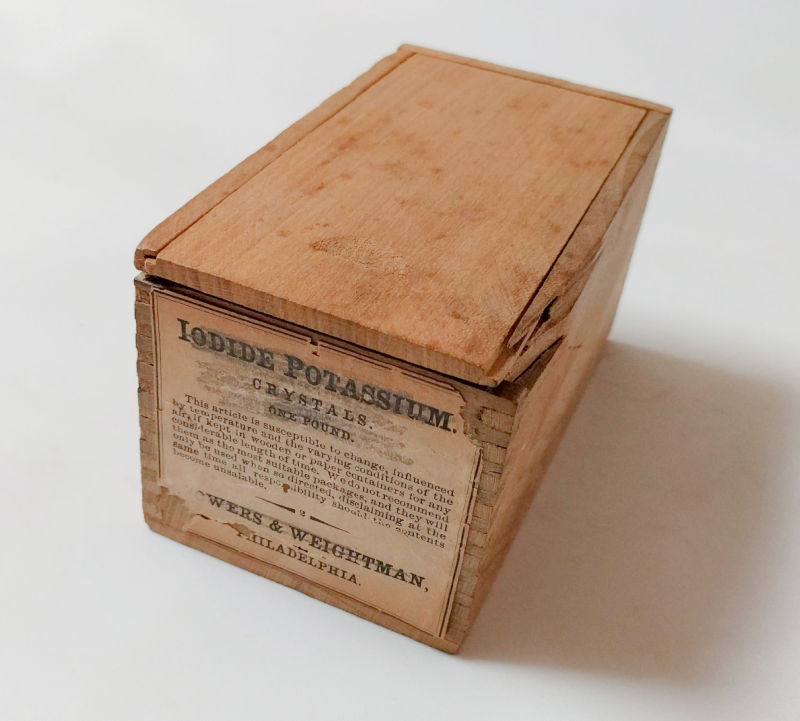 IODIDE POTASSIUM.
CRYSTALS.
ONE POUND.
This article is susceptible to change, influenced
by temperature and the varying conditions of the
air, if kept in wooden or paper containers for any
considerable length of time. We do not recommend
them as the most suitable packages, and they will
only be used when so directed, disclaiming at the
same time all responsibility should the contents
become unsalable.
2
OWERS & WEIGHTMAN,
PHILADELPHIA.